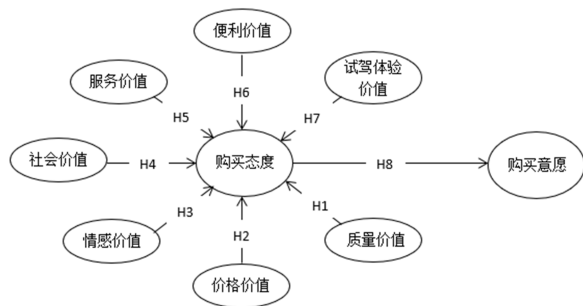 便利价值
服务价值
试驾体验
价值
H6
H5
H7
社会价值
H4
购买态度
H8
购买意愿
H3
H1
H2
情感价值
质量价值
价格价值